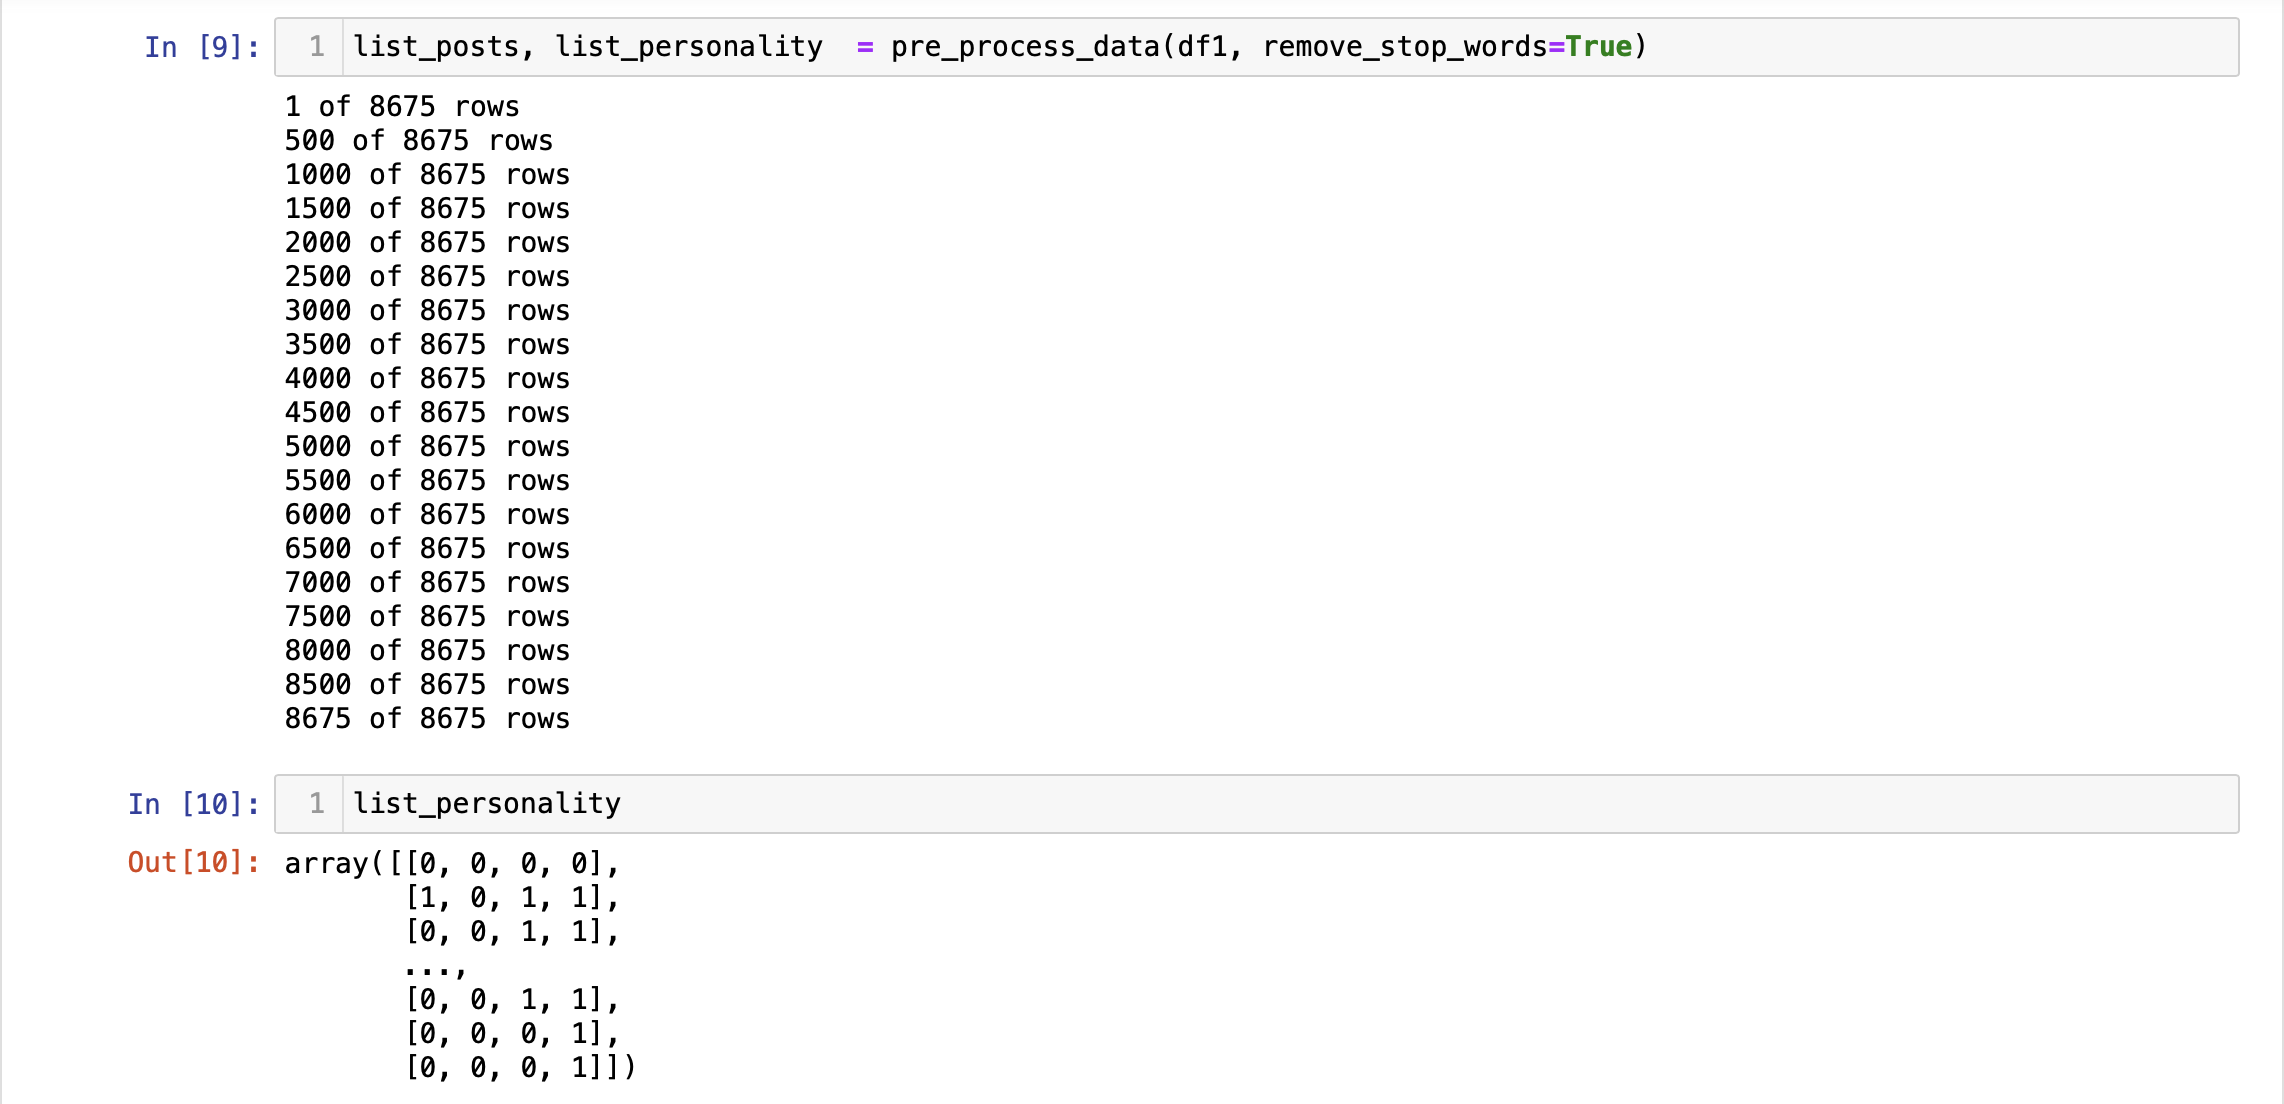 In [9]: 1 list_posts, list_personality  = pre_process_data(df1, remove_stop_words=True)
1 of 8675 rows
500 of 8675 rows
1000 of 8675 rows
1500 of 8675 rows
2000 of 8675 rows
2500 of 8675 rows
3000 of 8675 rows
3500 of 8675 rows
4000 of 8675 rows
4500 of 8675 rows
5000 of 8675 rows
5500 of 8675 rows
6000 of 8675 rows
6500 of 8675 rows
7000 of 8675 rows
7500 of 8675 rows
8000 of 8675 rows
8500 of 8675 rows
8675 of 8675 rows
In [10]: 1 list_personality
Out[10]: array([[0, 0, 0, 0],
[1, 0, 1, 1],
[0, 0, 1, 1],
...,
[0, 0, 1, 1],
[0, 0, 0, 1],
[0, 0, 0, 1]])